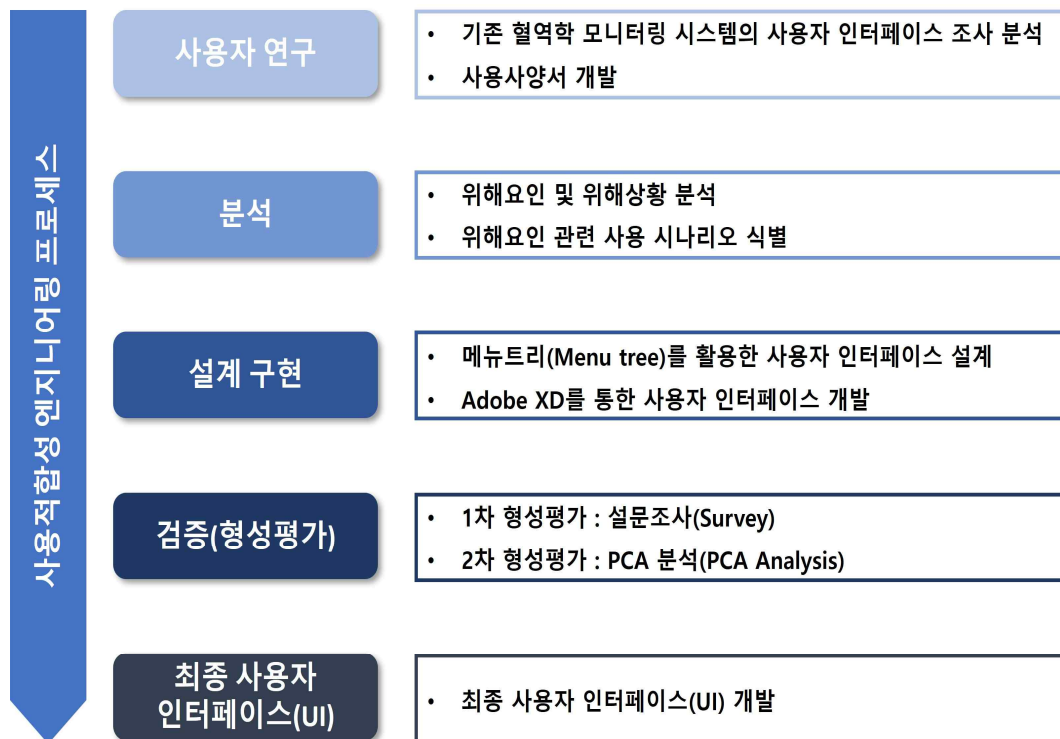 사용적합성 엔지니어링 프로세스
사용자 연구
• 기존 혈역학 모니터링 시스템의 사용자 인터페이스 조사 분석
• 사용사양서 개발
분석
• 위해요인 및 위해상황 분석
• 위해요인 관련 사용 시나리오 식별
설계 구현
• 메뉴트리(Menu tree)를 활용한 사용자 인터페이스 설계
• Adobe XD를 통한 사용자 인터페이스 개발
검증(형성평가)
• 1차 형성평가 : 설문조사(Survey)
• 2차 형성평가 : PCA 분석(PCA Analysis)
최종 사용자
인터페이스(UI)
• 최종 사용자 인터페이스(UI) 개발